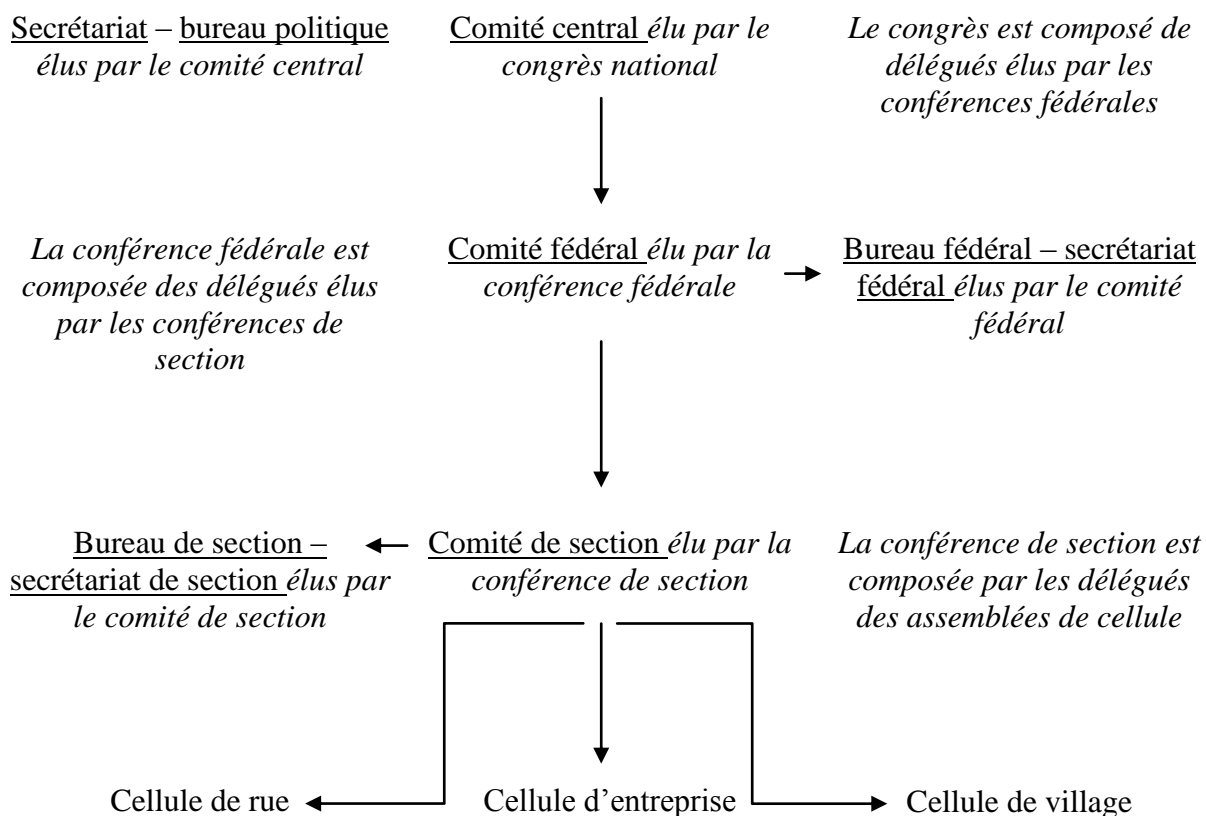 Secrétariat – bureau politique
élus par le comité central
Comité central élu par le
congrès national
Le congrès est composé de
délégués élus par les
conférences fédérales
La conférence fédérale est
composée des délégués élus
par les conférences de
section
Comité fédéral élu par la
conférence fédérale
Bureau fédéral – secrétariat
fédéral élus par le comité
fédéral
Bureau de section –
secrétariat de section élus par
le comité de section
Comité de section élu par la
conférence de section
La conférence de section est
composée par les délégués
des assemblées de cellule
Cellule de rue
Cellule d’entreprise
Cellule de village